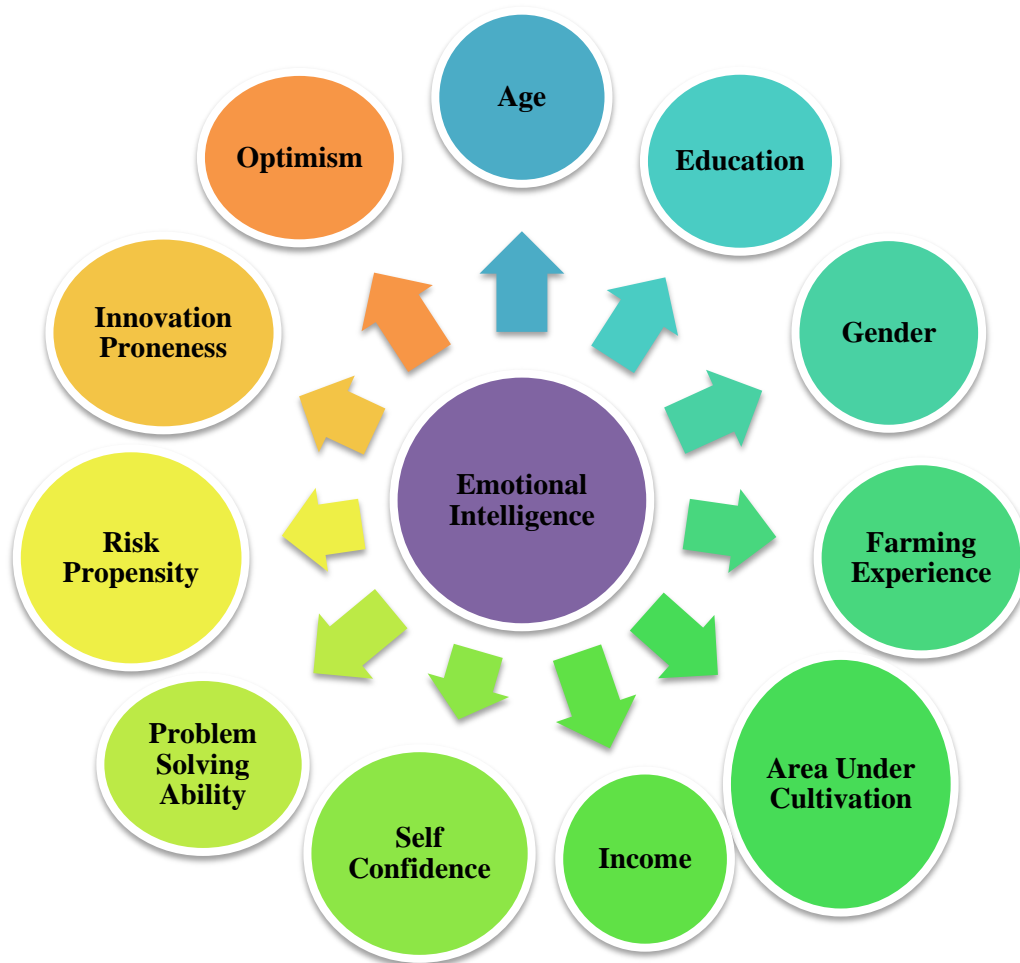 Age
Education
Gender
Farming
Experience
Area Under
Cultivation
Income
Self
Confidence
Problem
Solving
Ability
Risk
Propensity
Innovation
Proneness
Optimism
Emotional
Intelligence